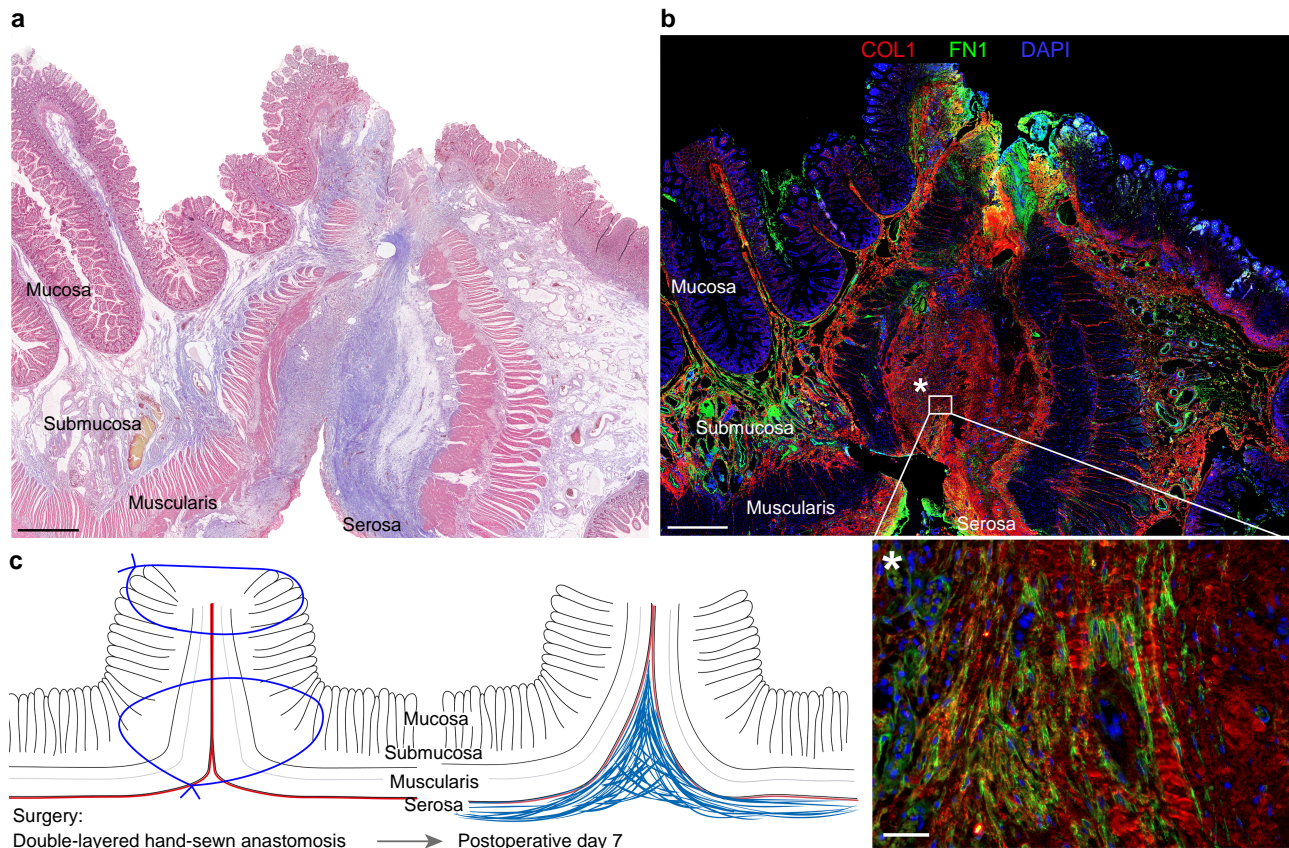 a
Mucosa
Submucosa
Muscularis
Serosa
b
COL1 FN1 DAPI
Mucosa
Submucosa
Muscularis
Serosa
*
*
c
Mucosa
Submucosa
Muscularis
Serosa
Surgery:
Double-layered hand-sewn anastomosis
Postoperative day 7